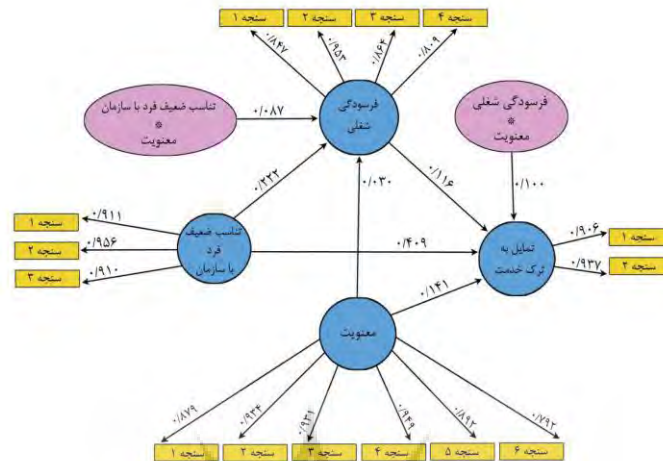 سنجه ۱
سنجه ۲
سنجه ۳
سنجه ۴
۰/۸۴۷
۰/۹۵۳
۰/۸۶۴
۰/۸۰۹
تناسب ضعیف فرد با سازمان
*
معنویت
۰/۰۸۷
فرسودگی
شغلی
فرسودگی شغلی
*
معنویت
۰/۲۲۳
۰/۰۳۰
۰/۱۱۶
۰/۱۰۰
سنجه ۱
سنجه ۲
سنجه ۳
۰/۹۱۱
۰/۹۵۶
۰/۹۱۰
تناسب ضعیف
فرد
با سازمان
۰/۴۰۹
تمایل به
ترک خدمت
۰/۹۰۶
۰/۹۳۷
سنجه ۱
سنجه ۲
۰/۱۴۱
معنویت
۰/۸۷۹
۰/۹۳۴
۰/۹۳۱
۰/۹۴۹
۰/۸۹۲
۰/۷۹۲
سنجه ۱
سنجه ۲
سنجه ۳
سنجه ۴
سنجه ۵
سنجه ۶